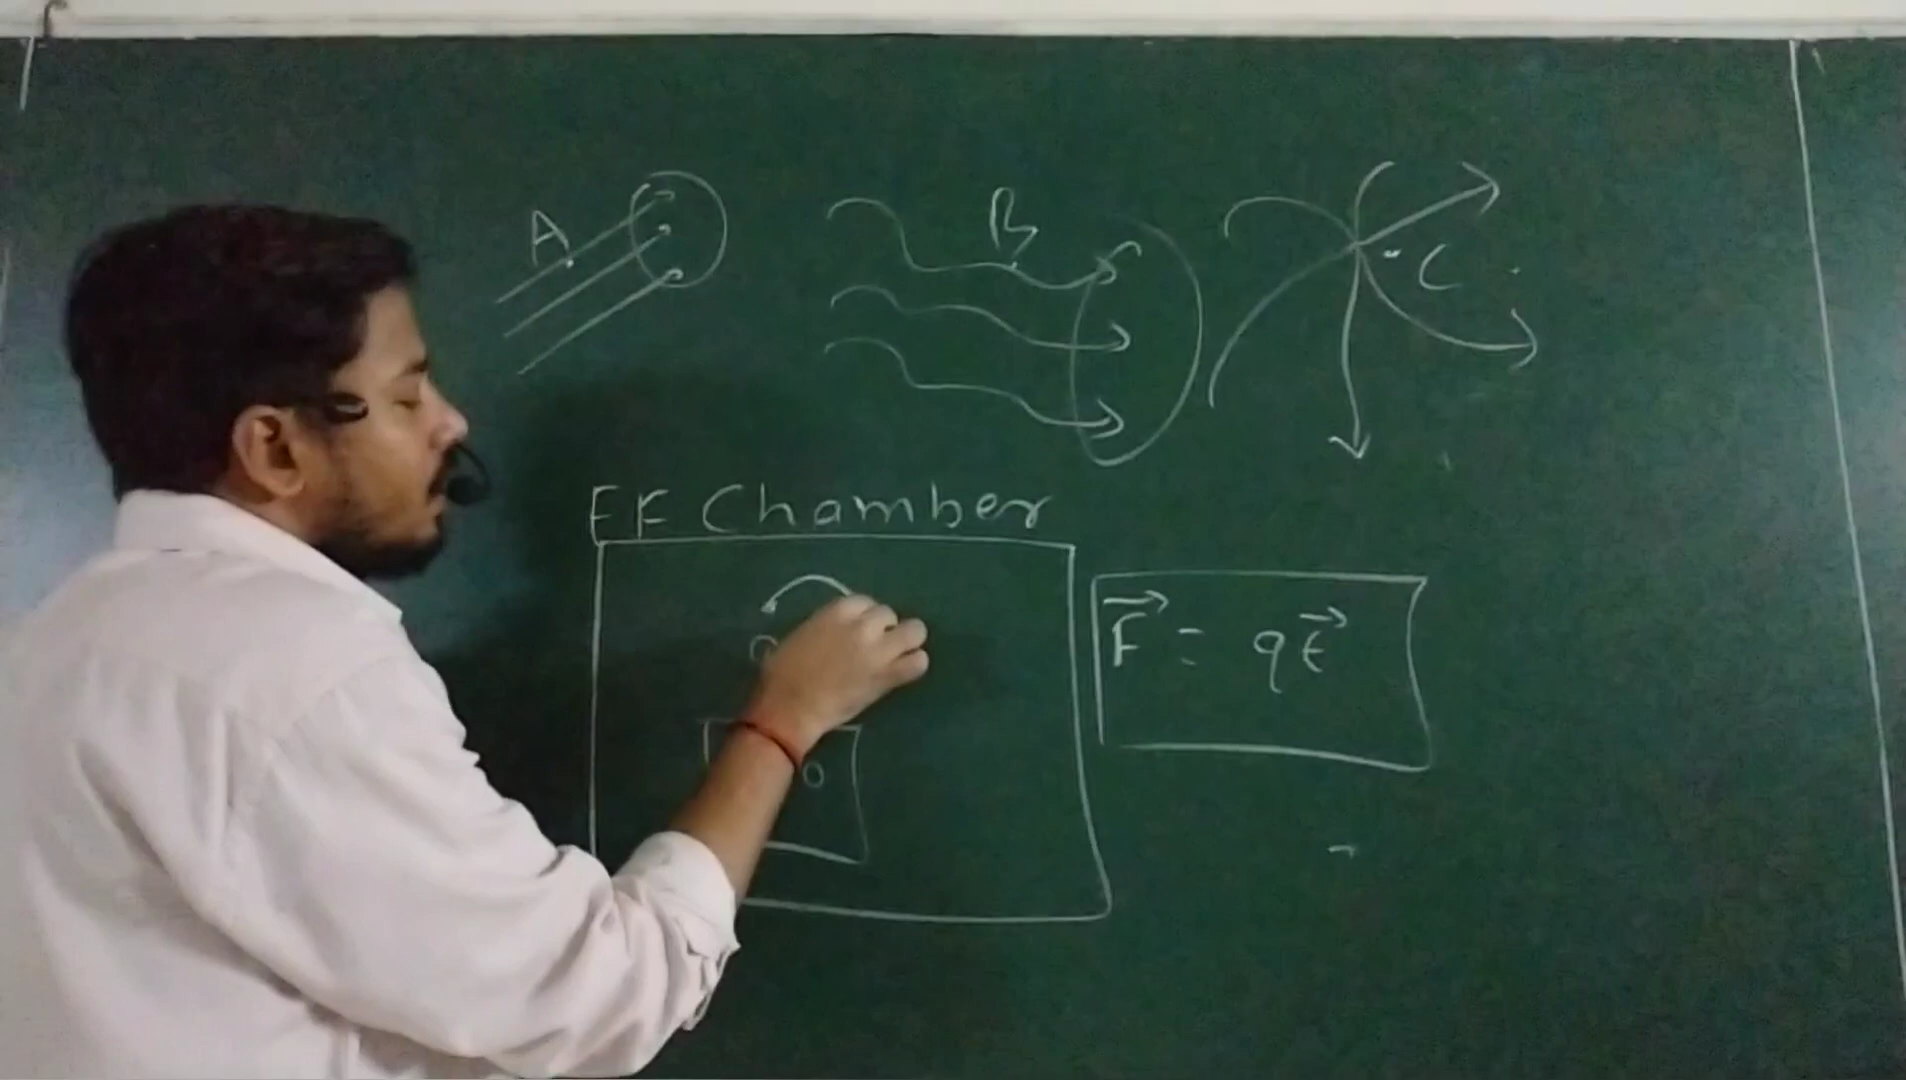 A
B
C
EF Chamber
F = qE